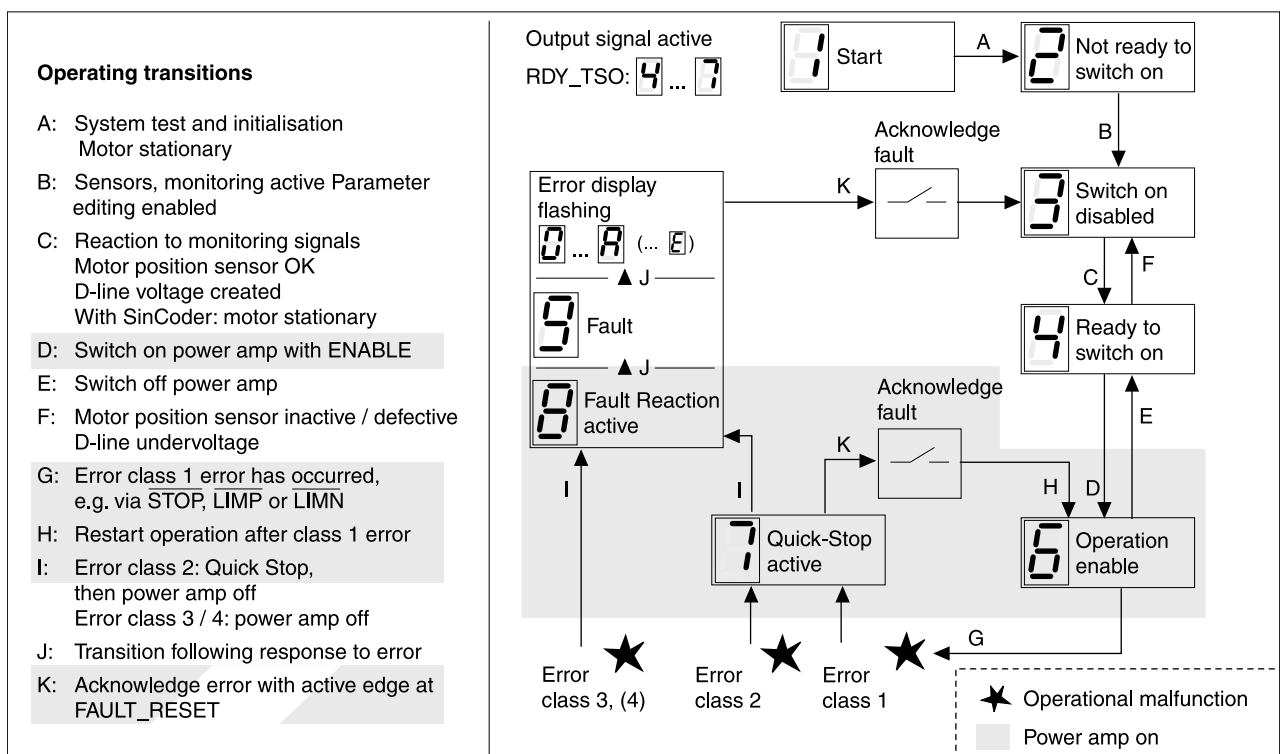 Operating transitions
A: System test and initialisation
Motor stationary
B: Sensors, monitoring active Parameter
editing enabled
C: Reaction to monitoring signals
Motor position sensor OK
D-line voltage created
With SinCoder: motor stationary
D: Switch on power amp with ENABLE
E: Switch off power amp
F: Motor position sensor inactive / defective
D-line undervoltage
G: Error class 1 error has occurred,
e.g. via STOP, LIMP or LIMN
H: Restart operation after class 1 error
I: Error class 2: Quick Stop,
then power amp off
Error class 3 / 4: power amp off
J: Transition following response to error
K: Acknowledge error with active edge at
FAULT_RESET
Output signal active
RDY_TSO: 4 ... 7
1 Start
A
2 Not ready to
switch on
B
Acknowledge
fault
K
3 Switch on
disabled
Error display
flashing
0 ... A (... E)
J
9 Fault
J
8 Fault Reaction
active
C
F
4 Ready to
switch on
Acknowledge
fault
K
E
I
I
H
D
7 Quick-Stop
active
6 Operation
enable
G
Error
class 3, (4)
Error
class 2
Error
class 1
Operational malfunction
Power amp on